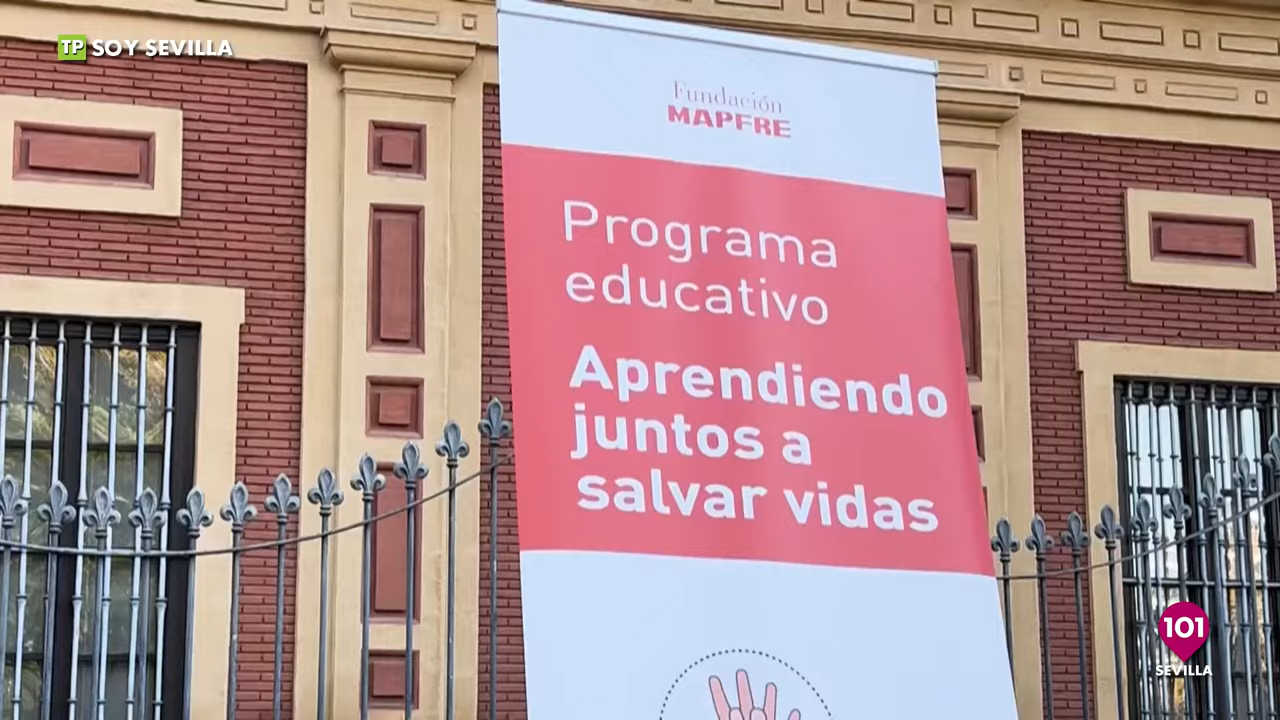 TP SOY SEVILLA
Fundación
MAPFRE
Programa
educativo
Aprendiendo
juntos a
salvar vidas
101
SEVILLA